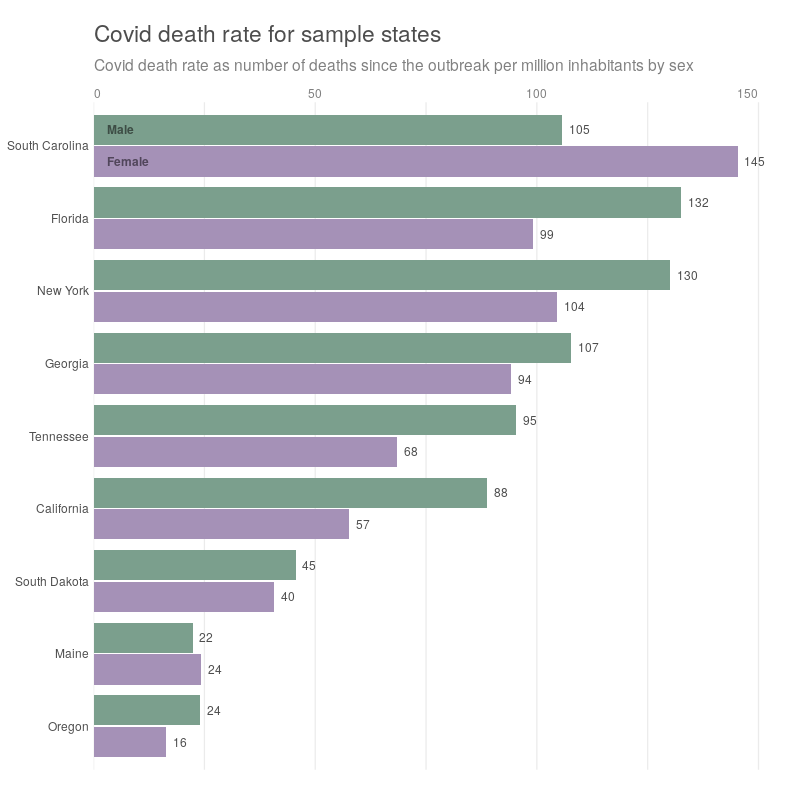 Covid death rate for sample states
Covid death rate as number of deaths since the outbreak per million inhabitants by sex
0 50 100 150
Male 105
South Carolina
Female 145
132
Florida
99
130
New York
104
107
Georgia
94
95
Tennessee
68
88
California
57
45
South Dakota
40
22
Maine
24
24
Oregon
16